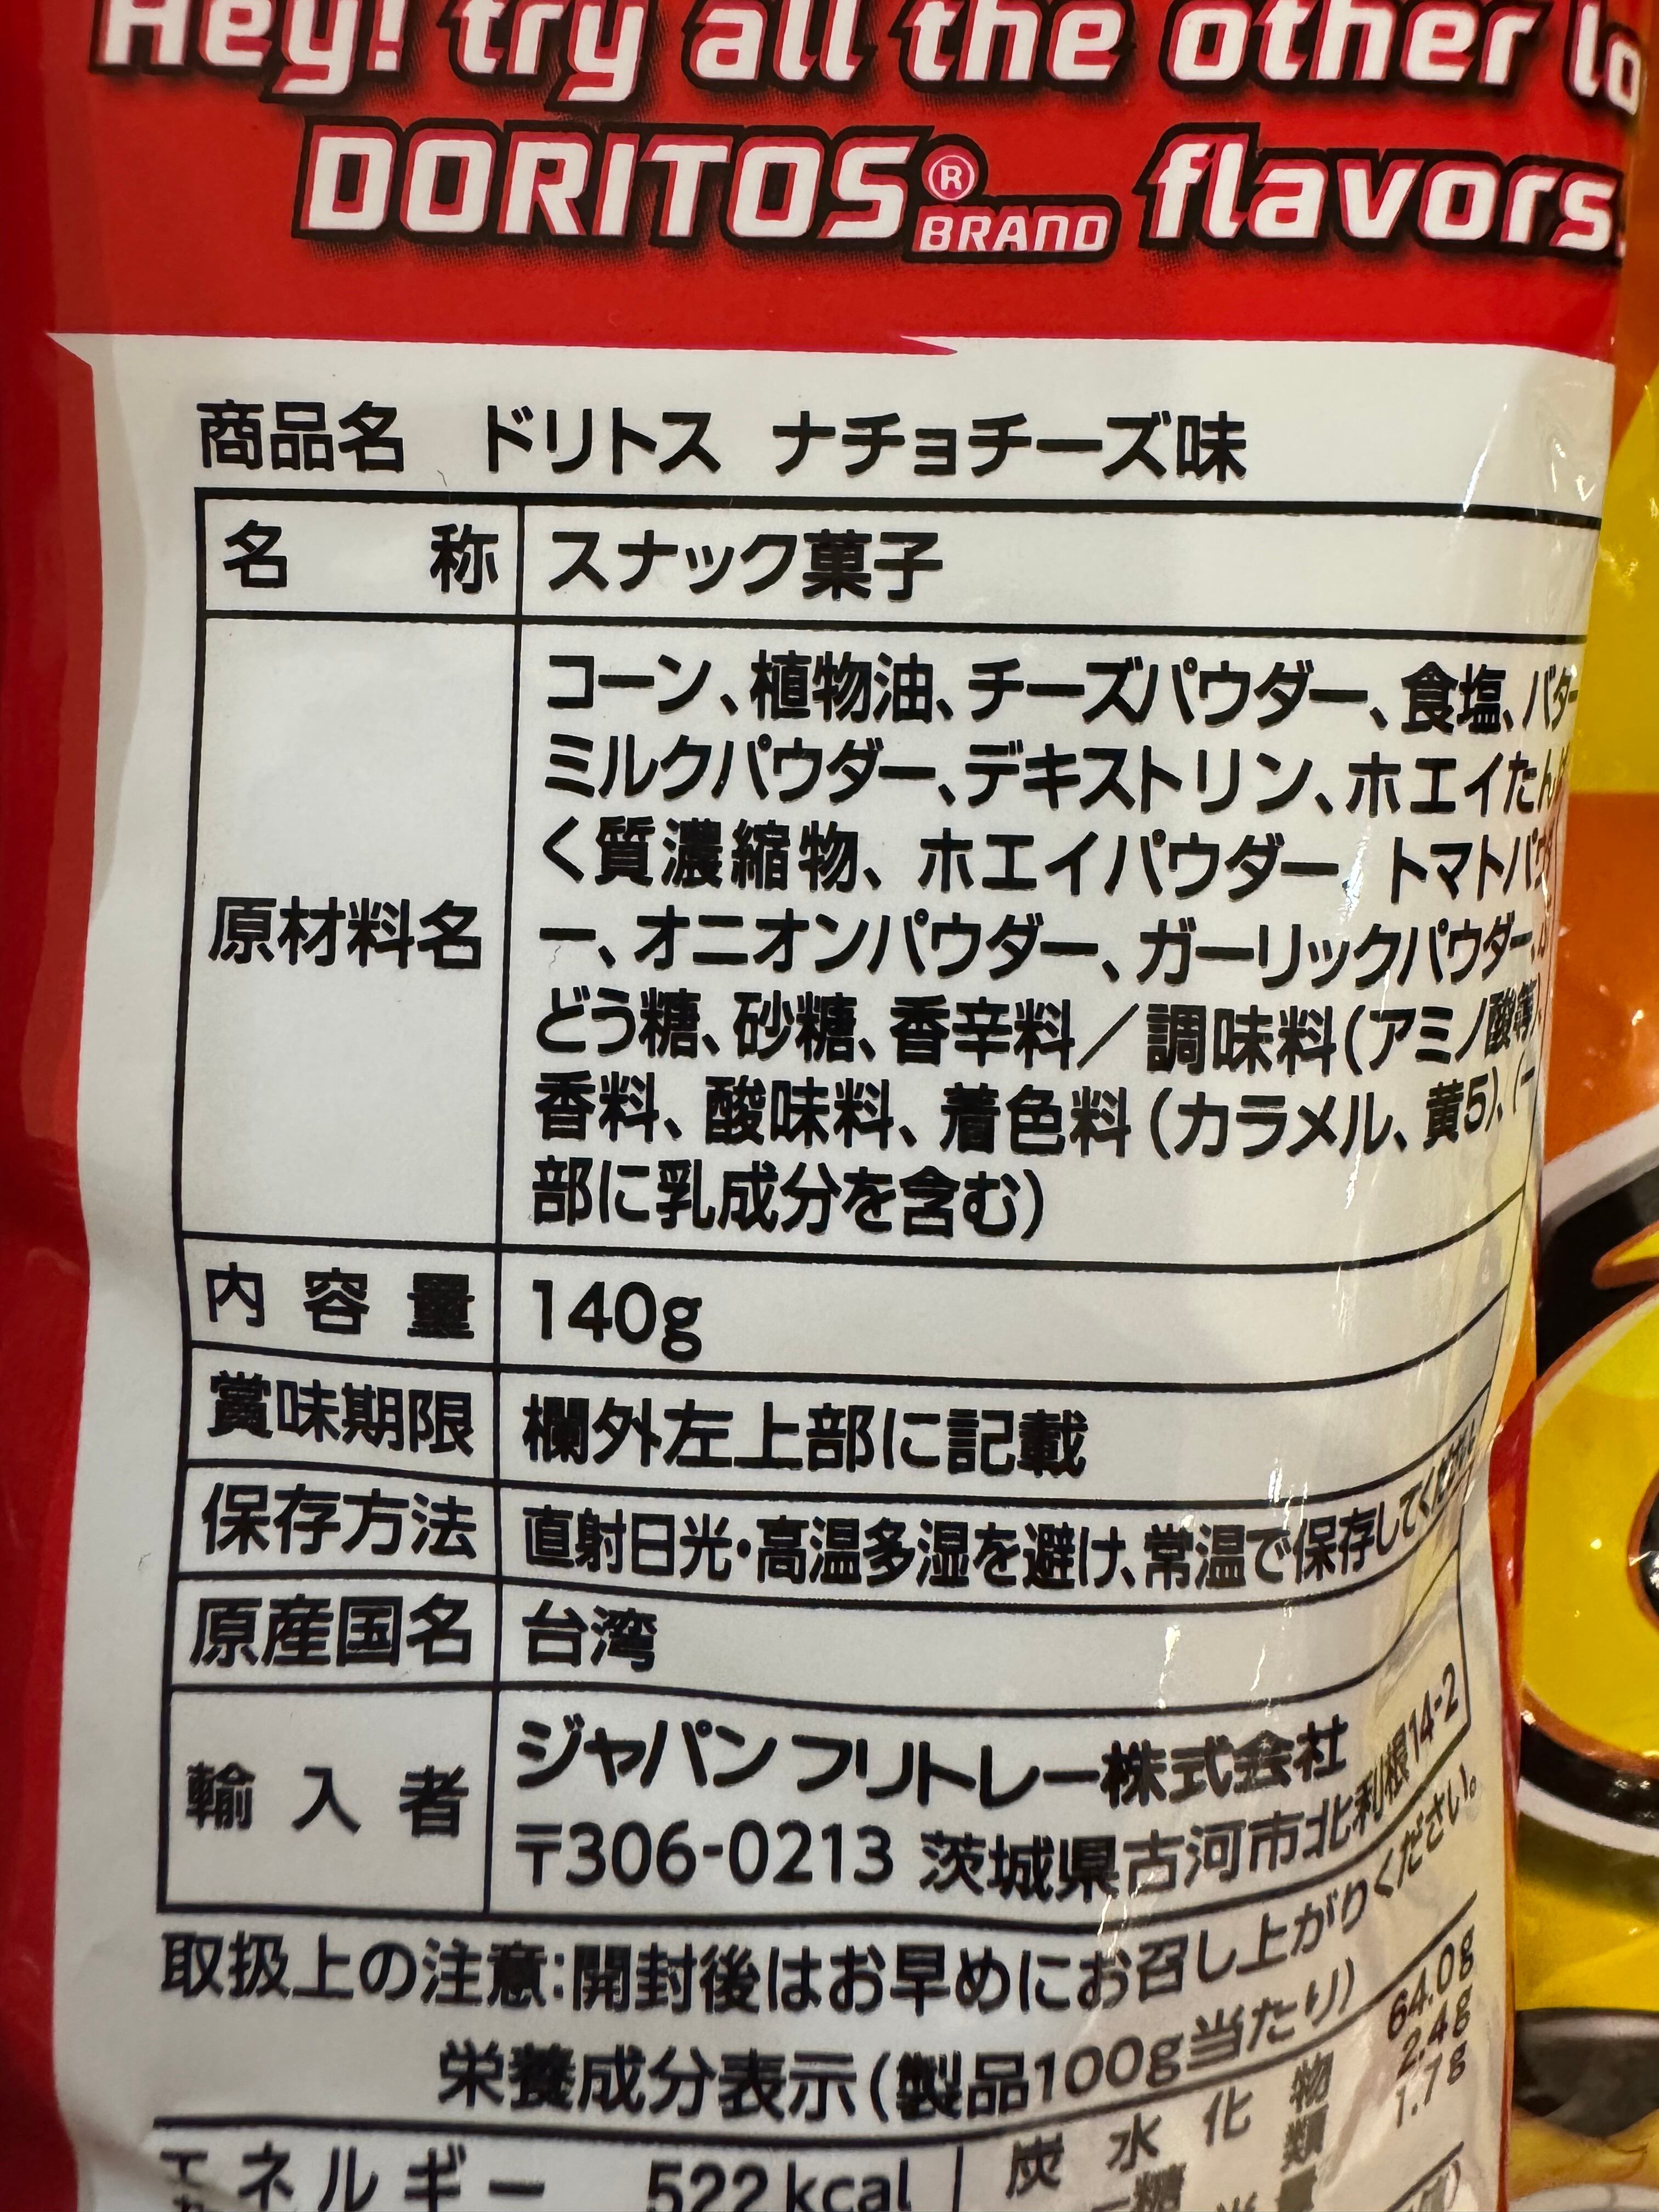 Hey! try all the other
DORITOS® BRAND flavors.
商品名 ドリトス ナチョチーズ味
名称 スナック菓子
原材料名 コーン、植物油、チーズパウダー、食塩、バター
ミルクパウダー、デキストリン、ホエイたんぱ
く質濃縮物、ホエイパウダー、トマトパウダ
ー、オニオンパウダー、ガーリックパウダー、
どう糖、砂糖、香辛料／調味料(アミノ酸等)、
香料、酸味料、着色料(カラメル、黄5)、(一
部に乳成分を含む)
内容量 140g
賞味期限 欄外左上部に記載
保存方法 直射日光・高温多湿を避け、常温で保存してください
原産国名 台湾
輸入者 ジャパンフリトレー株式会社
〒306-0213 茨城県古河市北利根14-2
取扱上の注意:開封後はお早めにお召し上がりください。
栄養成分表示(製品100g当たり)
エネルギー 522kcal 炭水化物 64.0g
糖類 2.4g
1.7g